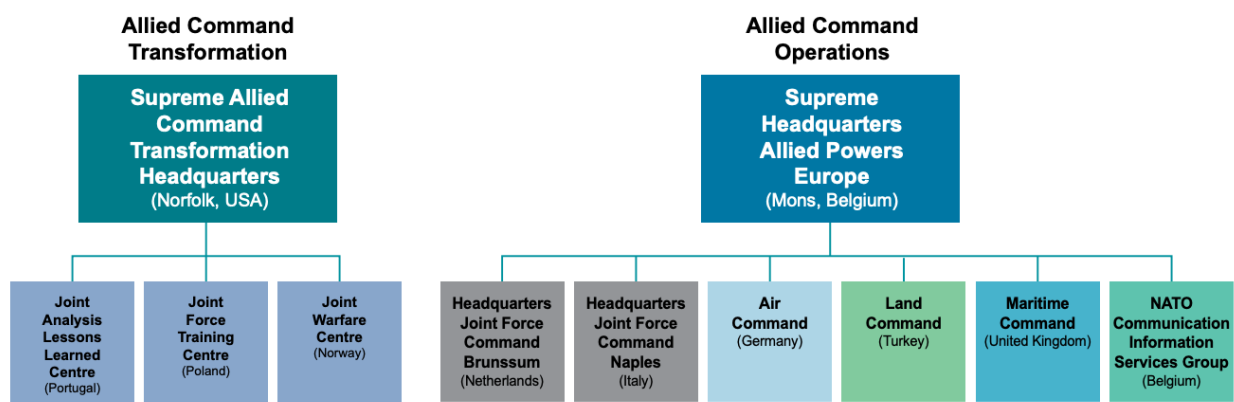 Allied Command
Transformation
Supreme Allied
Command
Transformation
Headquarters
(Norfolk, USA)
Joint
Analysis
Lessons
Learned
Centre
(Portugal)
Joint
Force
Training
Centre
(Poland)
Joint
Warfare
Centre
(Norway)
Allied Command
Operations
Supreme
Headquarters
Allied Powers
Europe
(Mons, Belgium)
Headquarters
Joint Force
Command
Brunssum
(Netherlands)
Headquarters
Joint Force
Command
Naples
(Italy)
Air
Command
(Germany)
Land
Command
(Turkey)
Maritime
Command
(United Kingdom)
NATO
Communication
Information
Services Group
(Belgium)